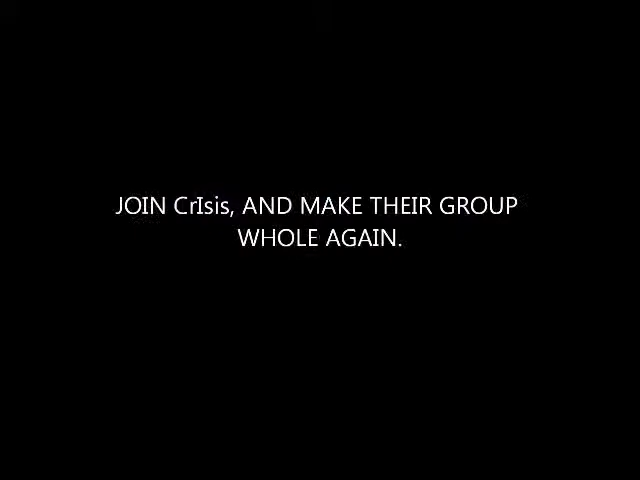 JOIN CrIsis, AND MAKE THEIR GROUP
WHOLE AGAIN.